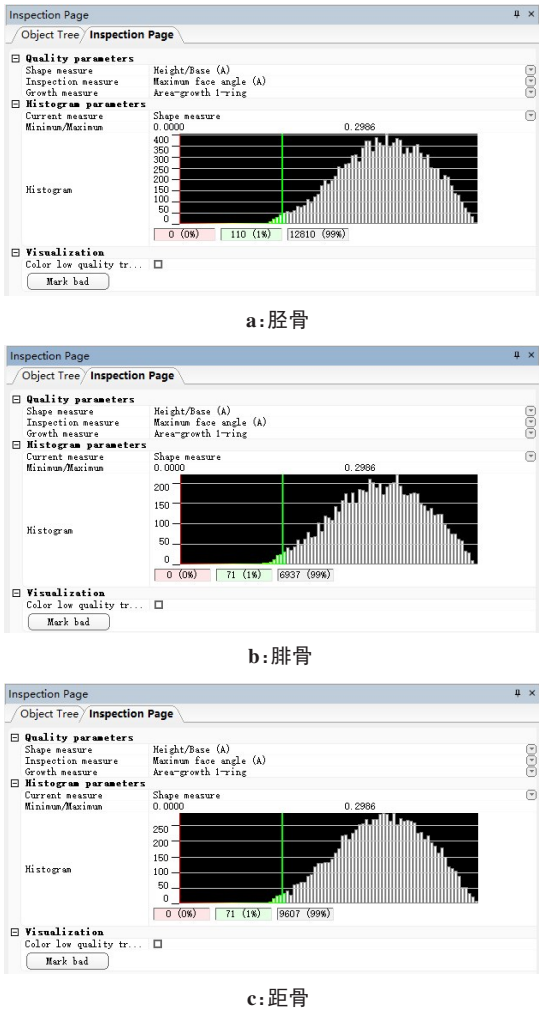 Inspection Page
Object Tree Inspection Page
Quality parameters
Shape measure Height/Base (A)
Inspection measure Maximum face angle (A)
Growth measure Area-growth 1-ring
Histogram parameters
Current measure Shape measure
Minimum/Maximum 0.0000 0.2986
400
350
300
250
200
Histogram 150
100
50
0
0 (0%) 110 (1%) 12810 (99%)
Visualization
Color low quality tr...
Mark bad
a:胫骨
Inspection Page
Object Tree Inspection Page
Quality parameters
Shape measure Height/Base (A)
Inspection measure Maximum face angle (A)
Growth measure Area-growth 1-ring
Histogram parameters
Current measure Shape measure
Minimum/Maximum 0.0000 0.2986
200
150
100
Histogram 50
0
0 (0%) 71 (1%) 6937 (99%)
Visualization
Color low quality tr...
Mark bad
b:腓骨
Inspection Page
Object Tree Inspection Page
Quality parameters
Shape measure Height/Base (A)
Inspection measure Maximum face angle (A)
Growth measure Area-growth 1-ring
Histogram parameters
Current measure Shape measure
Minimum/Maximum 0.0000 0.2986
250
200
150
Histogram 100
50
0
0 (0%) 71 (1%) 9607 (99%)
Visualization
Color low quality tr...
Mark bad
c:距骨